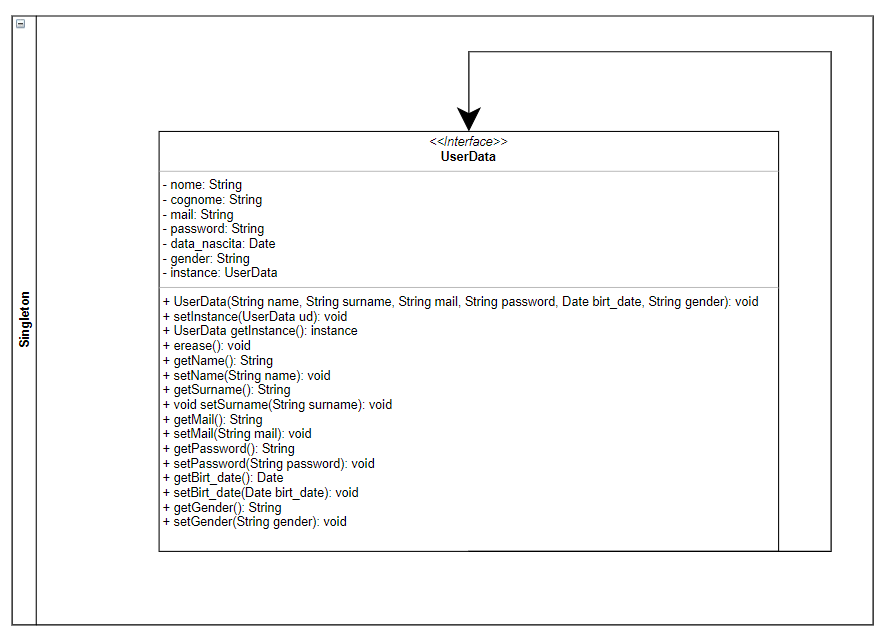 Singleton
<<Interface>>
UserData
- nome: String
- cognome: String
- mail: String
- password: String
- data_nascita: Date
- gender: String
- instance: UserData
+ UserData(String name, String surname, String mail, String password, Date birt_date, String gender): void
+ setInstance(UserData ud): void
+ UserData getInstance(): instance
+ erease(): void
+ getName(): String
+ setName(String name): void
+ getSurname(): String
+ void setSurname(String surname): void
+ getMail(): String
+ setMail(String mail): void
+ getPassword(): String
+ setPassword(String password): void
+ getBirt_date(): Date
+ setBirt_date(Date birt_date): void
+ getGender(): String
+ setGender(String gender): void